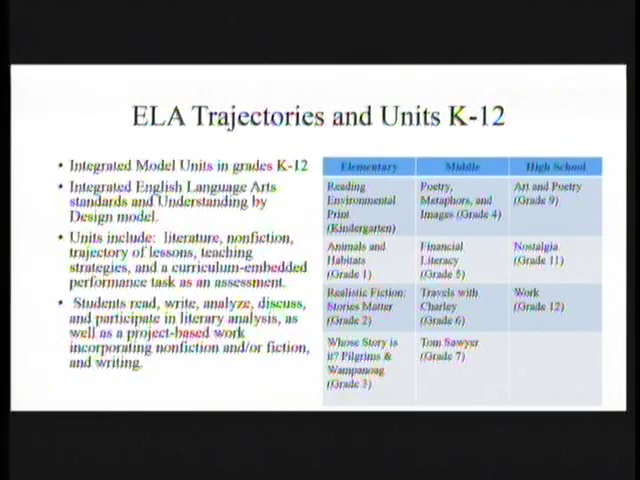 ELA Trajectories and Units K-12
• Integrated Model Units in grades K-12
• Integrated English Language Arts
standards and Understanding by
Design model.
• Units include: literature, nonfiction,
trajectory of lessons, teaching
strategies, and a curriculum-embedded
performance task as an assessment.
• Students read, write, analyze, discuss,
and participate in literary analysis, as
well as a project-based work
incorporating nonfiction and/or fiction,
and writing.
Elementary Middle High School
Reading
Environmental
Print
(Kindergarten)
Poetry,
Metaphors, and
Images (Grade 4)
Art and Poetry
(Grade 9)
Animals and
Habitats
(Grade 1)
Financial
Literacy
(Grade 5)
Nostalgia
(Grade 11)
Realistic Fiction:
Stories Matter
(Grade 2)
Travels with
Charley
(Grade 6)
Work
(Grade 12)
Whose Story is
it? Pilgrims &
Wampanoag
(Grade 3)
Tom Sawyer
(Grade 7)